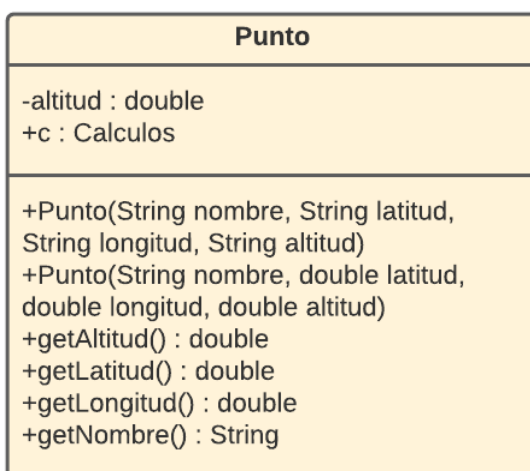 Punto
-altitud : double
+c : Calculos
+Punto(String nombre, String latitud,
String longitud, String altitud)
+Punto(String nombre, double latitud,
double longitud, double altitud)
+getAltitud() : double
+getLatitud() : double
+getLongitud() : double
+getNombre() : String